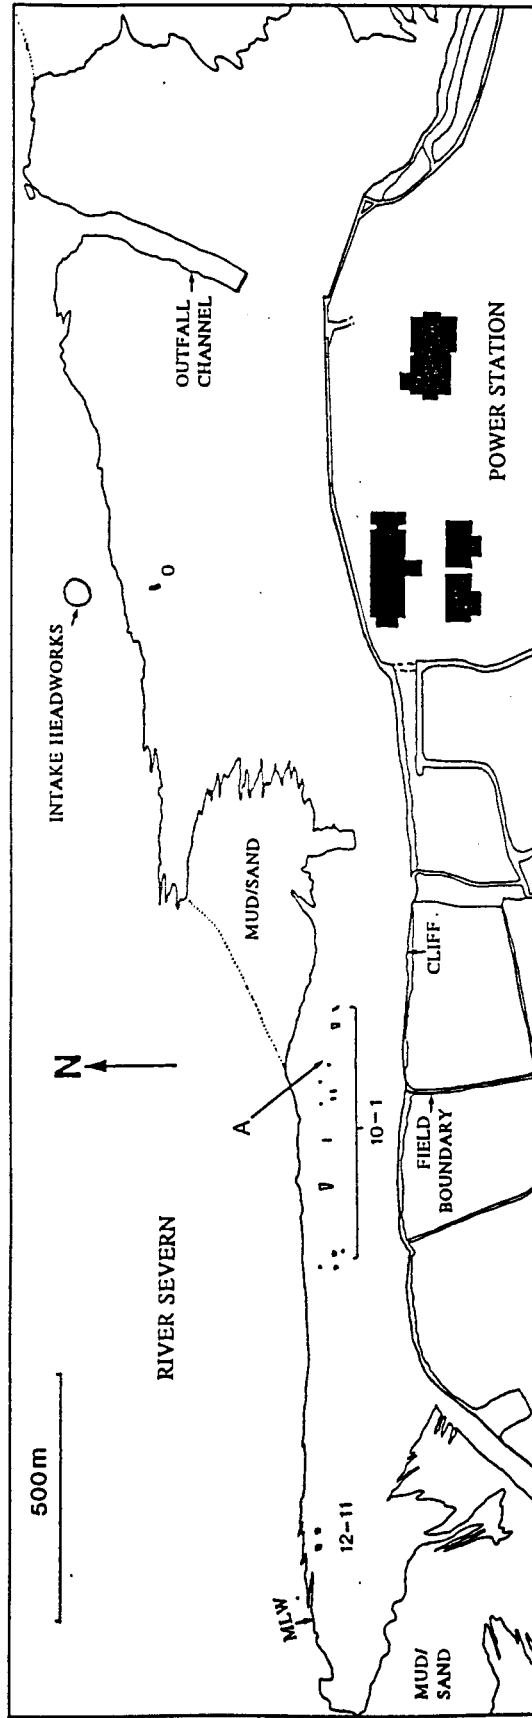 500m
RIVER SEVERN
N
INTAKE HEADWORKS
OUTFALL
CHANNEL
MUD/SAND
O
A
MLW
12-11
10-1
CLIFF
FIELD
BOUNDARY
POWER STATION
MUD/
SAND